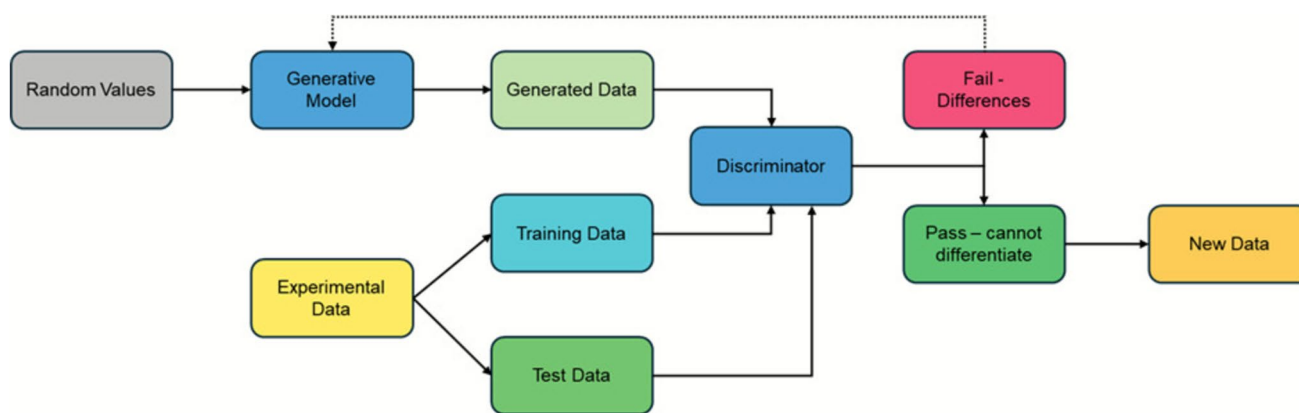 Random Values
Generative
Model
Generated Data
Fail -
Differences
Discriminator
Training Data
Pass – cannot
differentiate
New Data
Experimental
Data
Test Data